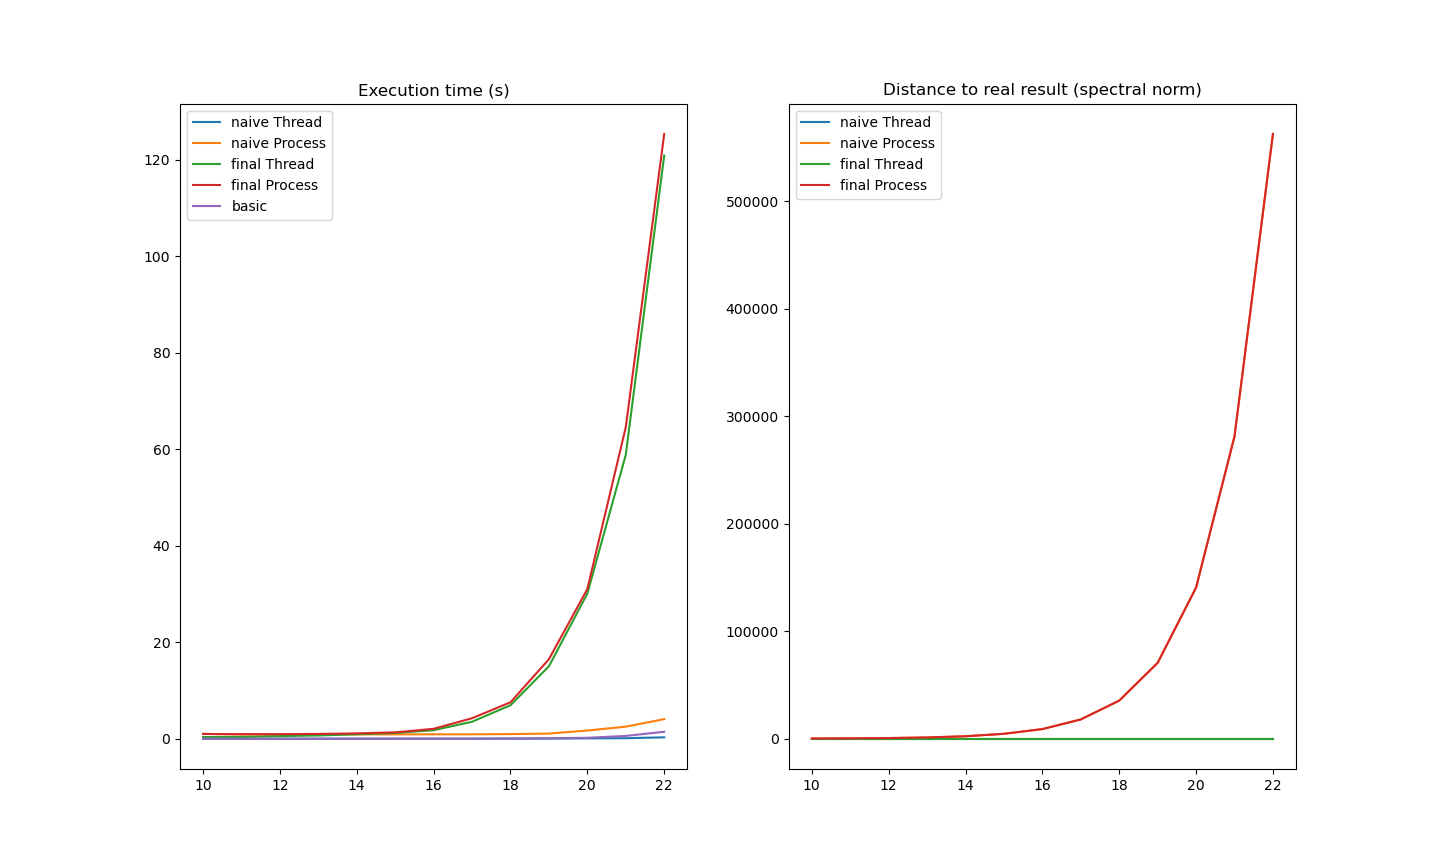 Execution time (s)
naive Thread
naive Process
final Thread
final Process
basic
120
100
80
60
40
20
0
10 12 14 16 18 20 22
Distance to real result (spectral norm)
naive Thread
naive Process
final Thread
final Process
500000
400000
300000
200000
100000
0
10 12 14 16 18 20 22